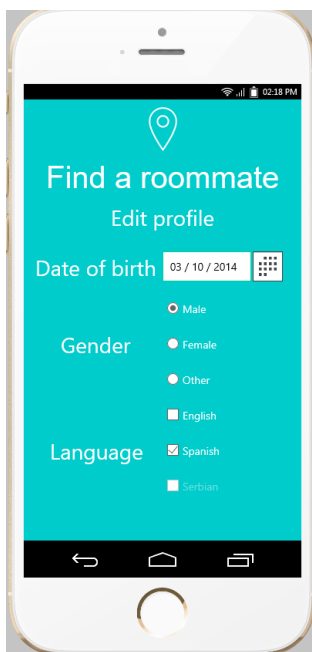 02:18 PM
Find a roommate
Edit profile
Date of birth 03 / 10 / 2014
Male
Gender Female
Other
English
Language Spanish
Serbian